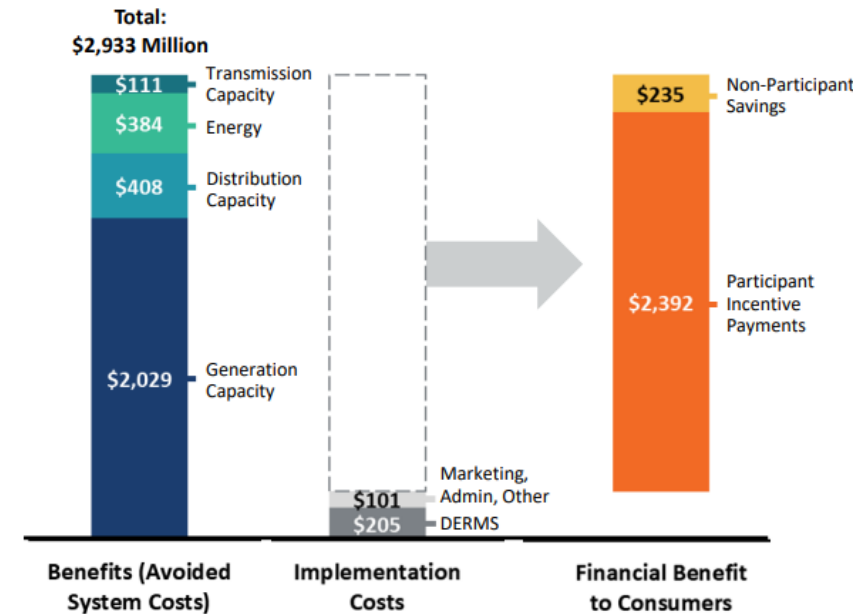 Total:
$2,933 Million
$111
Transmission
Capacity
$384
Energy
$408
Distribution
Capacity
$2,029
Generation
Capacity
Marketing,
Admin, Other
$101
$205
DERMS
$235
Non-Participant
Savings
$2,392
Participant
Incentive
Payments
Benefits (Avoided
System Costs)
Implementation
Costs
Financial Benefit
to Consumers